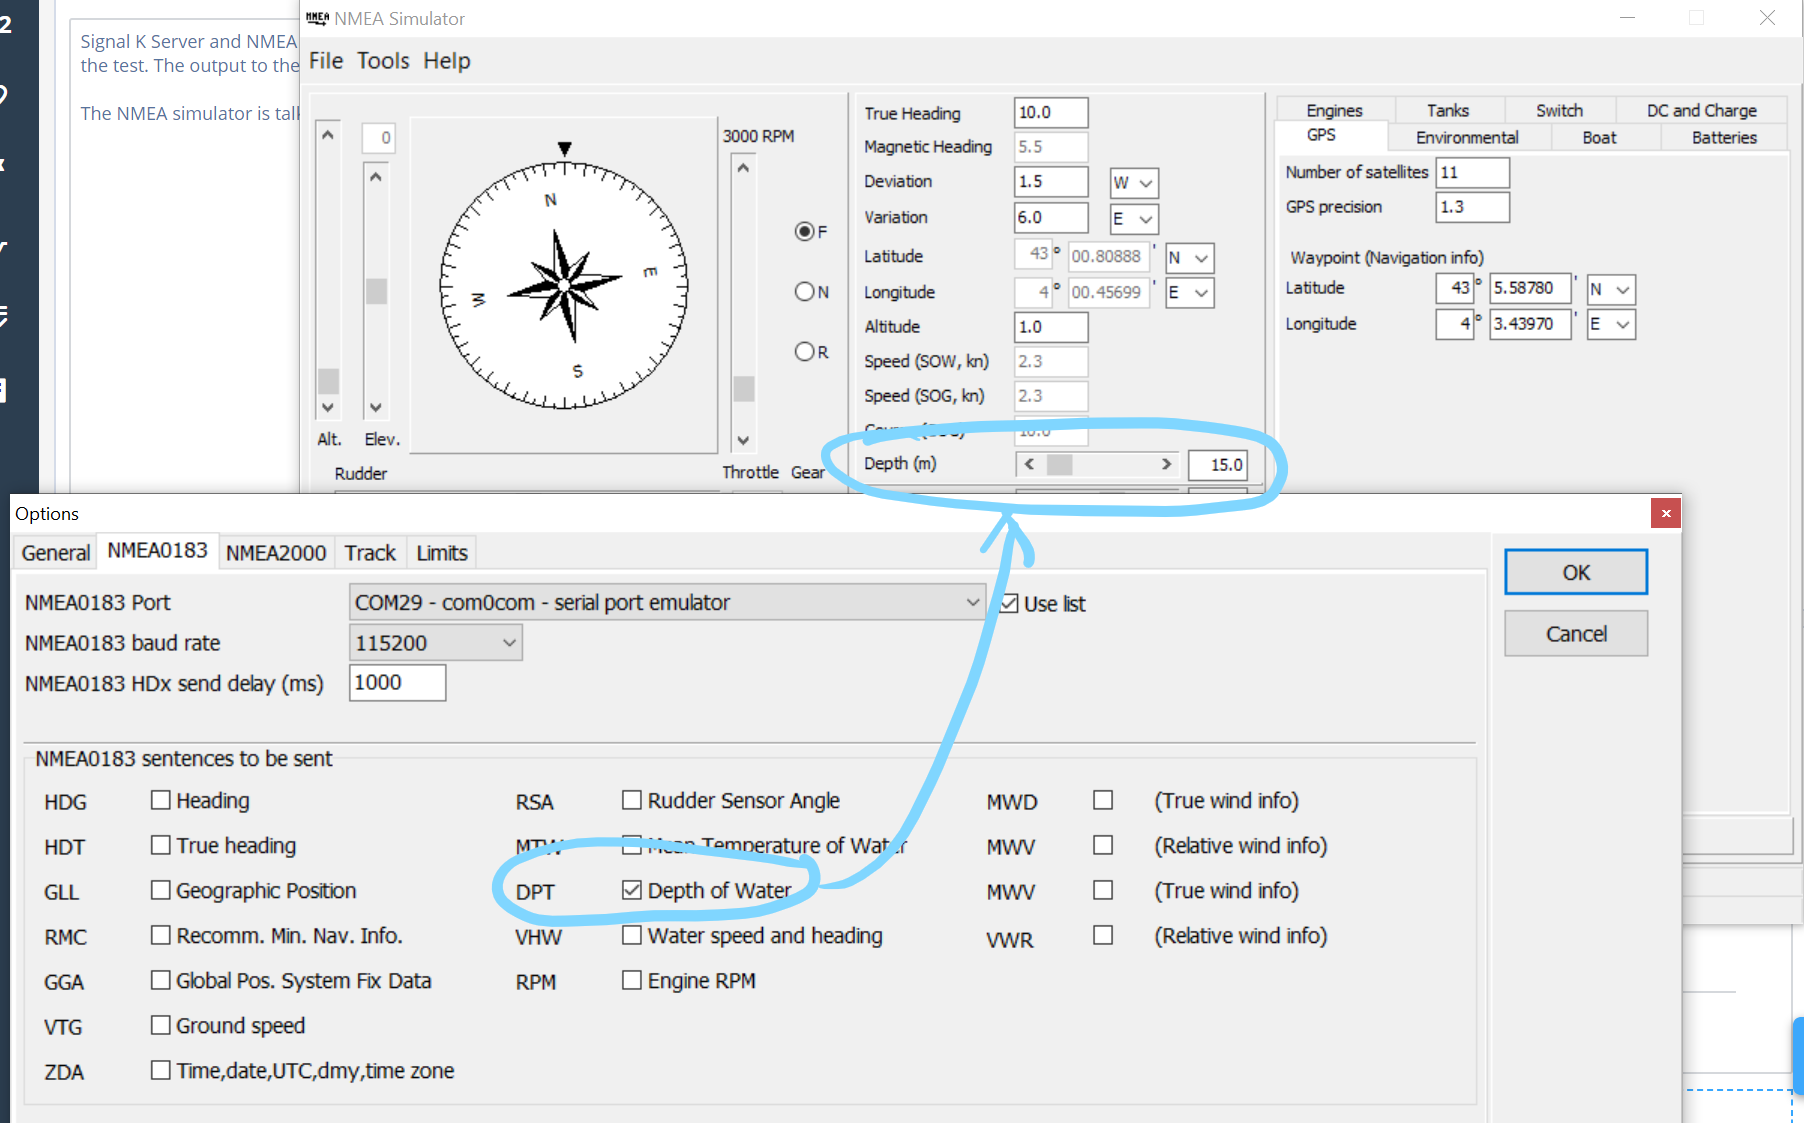 2
Signal K Server and NMEA
the test. The output to the
The NMEA simulator is talk
NMEA NMEA Simulator
File Tools Help
0
3000 RPM
N
E
S
W
F
N
R
Alt. Elev.
Rudder
Throttle Gear
True Heading 10.0
Magnetic Heading 5.5
Deviation 1.5 W
Variation 6.0 E
Latitude 43 ° 00.80888 ' N
Longitude 4 ° 00.45699 ' E
Altitude 1.0
Speed (SOW, kn) 2.3
Speed (SOG, kn) 2.3
10.0
Depth (m) < > 15.0
Engines Tanks Switch DC and Charge
GPS Environmental Boat Batteries
Number of satellites 11
GPS precision 1.3
Waypoint (Navigation info)
Latitude 43 ° 5.58780 ' N
Longitude 4 ° 3.43970 ' E
Options
General NMEA0183 NMEA2000 Track Limits
NMEA0183 Port COM29 - com0com - serial port emulator Use list
NMEA0183 baud rate 115200
NMEA0183 HDx send delay (ms) 1000
OK
Cancel
NMEA0183 sentences to be sent
HDG Heading RSA Rudder Sensor Angle MWD (True wind info)
HDT True heading MTW Mean Temperature of Water MWV (Relative wind info)
GLL Geographic Position DPT Depth of Water MWV (True wind info)
RMC Recomm. Min. Nav. Info. VHW Water speed and heading VWR (Relative wind info)
GGA Global Pos. System Fix Data RPM Engine RPM
VTG Ground speed
ZDA Time,date,UTC,dmy,time zone